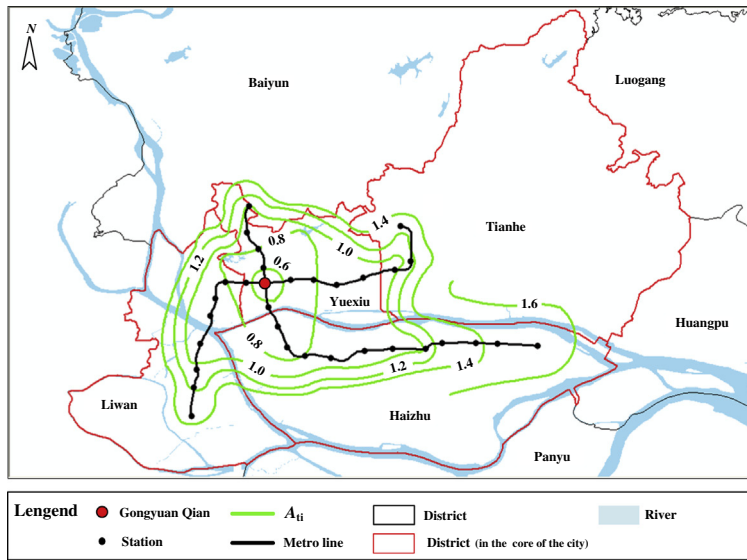 N
Baiyun
Luogang
Tianhe
1.4
0.8
1.0
1.2
0.6
Yuexiu
1.6
Huangpu
0.8
1.0
1.2
1.4
Liwan
Haizhu
Panyu
Lengend
Gongyuan Qian
Ati
District
River
Station
Metro line
District (in the core of the city)